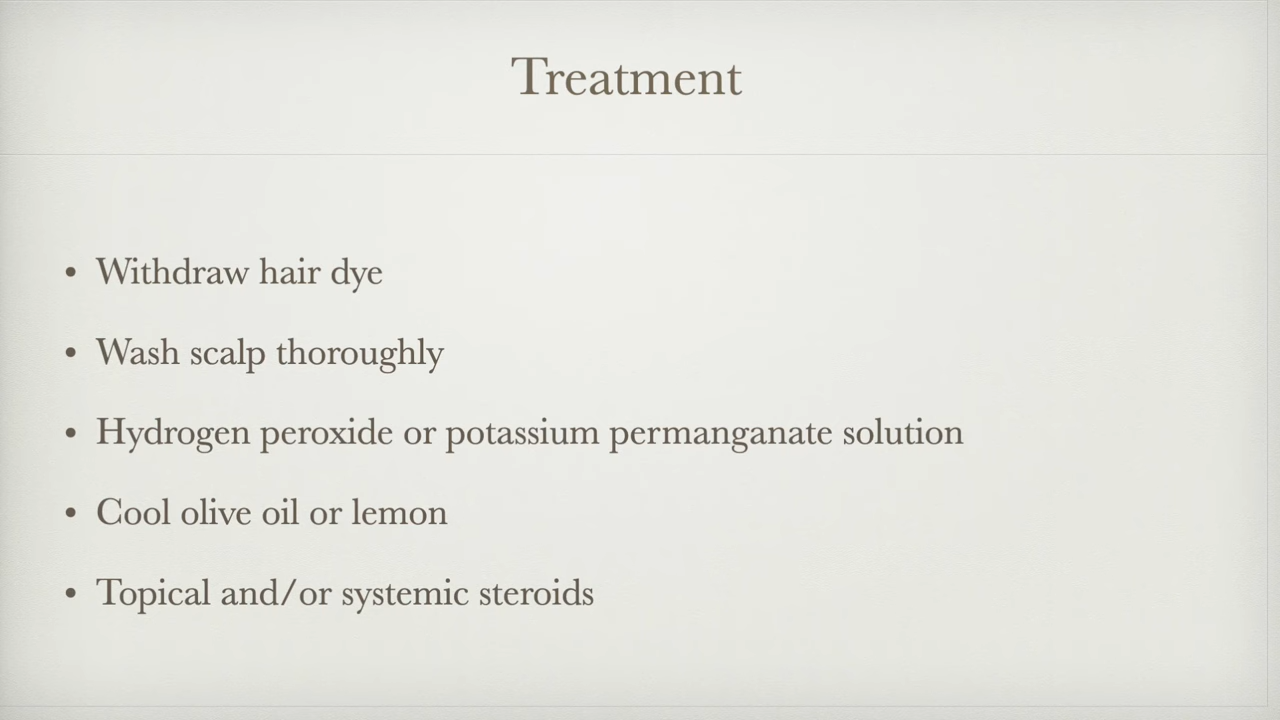 Treatment
• Withdraw hair dye
• Wash scalp thoroughly
• Hydrogen peroxide or potassium permanganate solution
• Cool olive oil or lemon
• Topical and/or systemic steroids